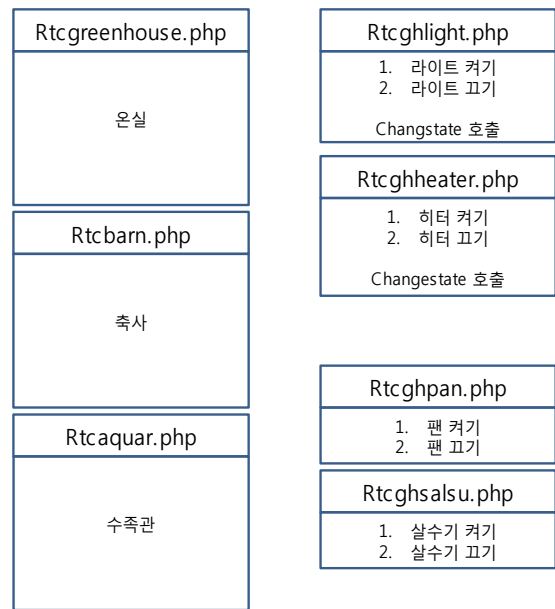 Rtcgreenhouse.php
온실
Rtcbarn.php
축사
Rtcaquar.php
수족관
Rtcghlight.php
1. 라이트 켜기
2. 라이트 끄기
Changstate 호출
Rtcghheater.php
1. 히터 켜기
2. 히터 끄기
Changestate 호출
Rtcghpan.php
1. 팬 켜기
2. 팬 끄기
Rtcghsalsu.php
1. 살수기 켜기
2. 살수기 끄기